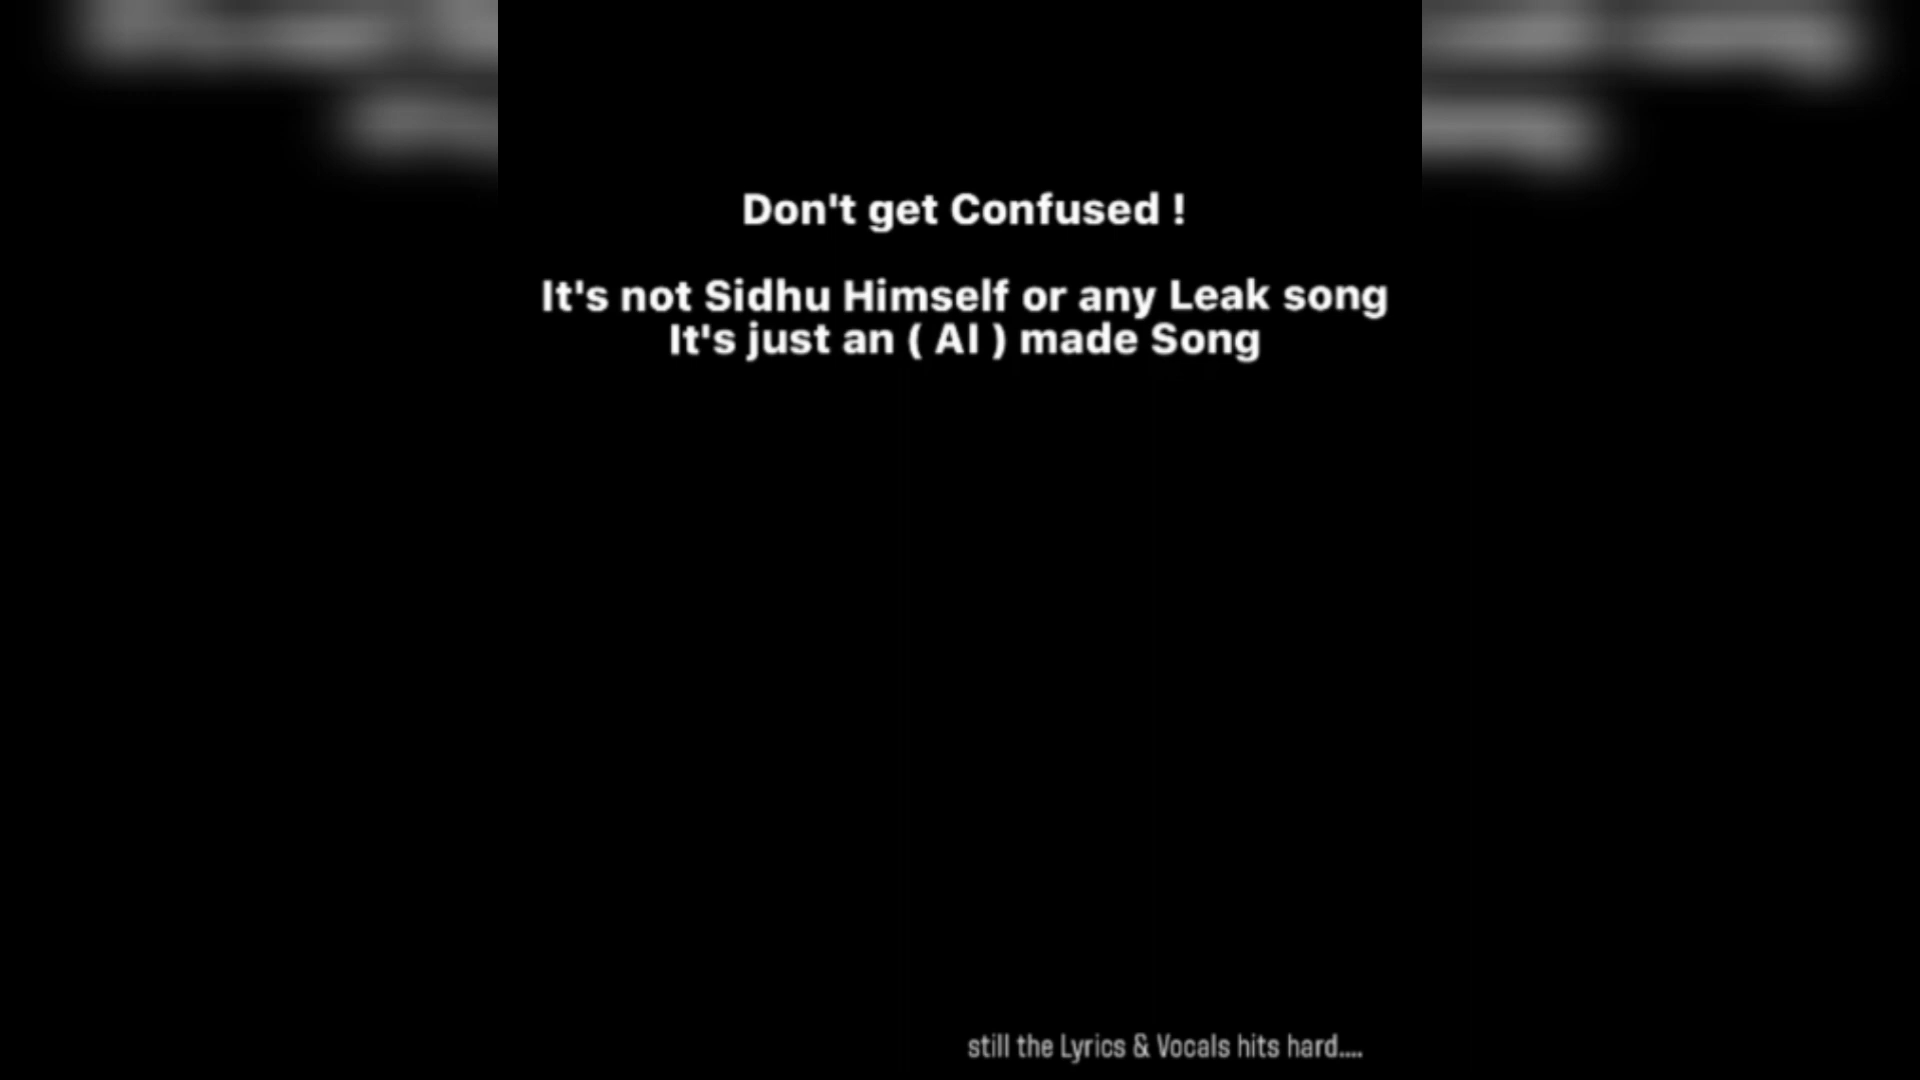 Don't get Confused !
It's not Sidhu Himself or any Leak song
It's just an ( AI ) made Song
still the Lyrics & Vocals hits hard....